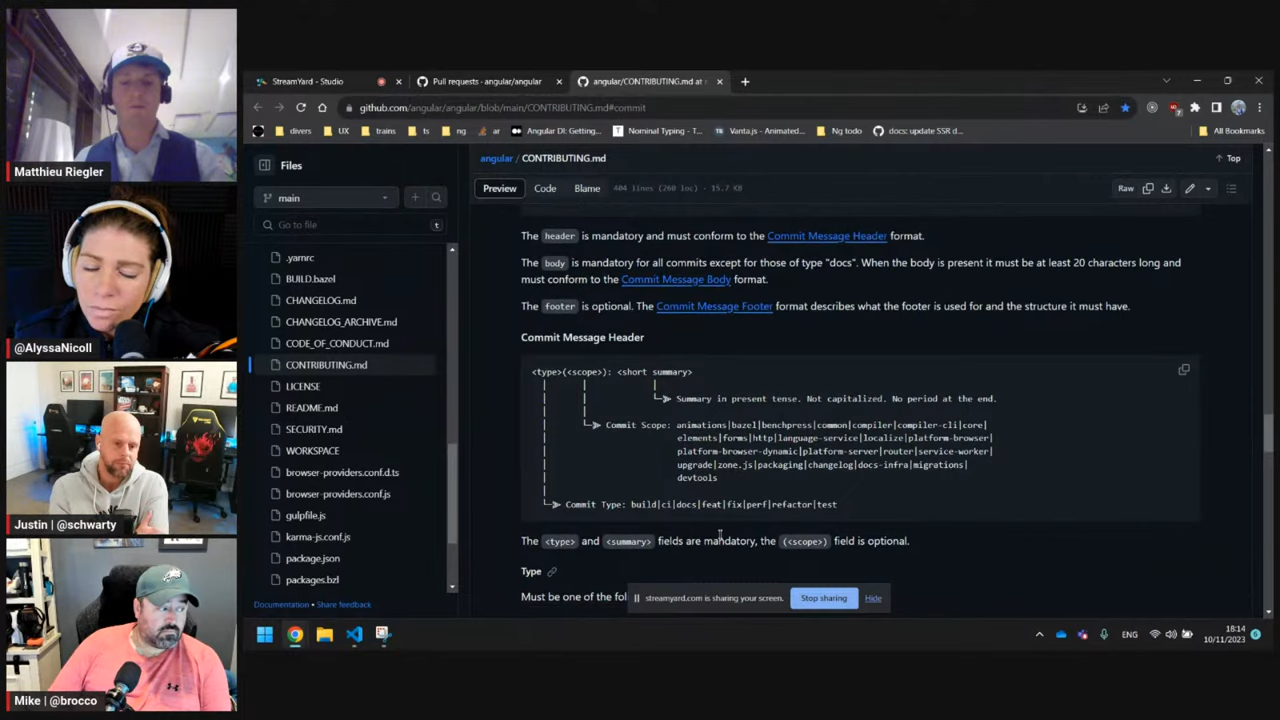 Matthieu Riegler
@AlyssaNicoll
Justin | @schwarty
Mike | @brocco
StreamYard - Studio
Pull requests · angular/angular
angular/CONTRIBUTING.md at
github.com/angular/angular/blob/main/CONTRIBUTING.md#commit
divers
UX
trains
ts
ng
ar
Angular DI: Getting...
Nominal Typing - T...
Vanta.js - Animated...
Ng todo
docs: update SSR d...
All Bookmarks
Files
main
Go to file
t
.yarnrc
BUILD.bazel
CHANGELOG.md
CHANGELOG_ARCHIVE.md
CODE_OF_CONDUCT.md
CONTRIBUTING.md
LICENSE
README.md
SECURITY.md
WORKSPACE
browser-providers.conf.d.ts
browser-providers.conf.js
gulpfile.js
karma-js.conf.js
package.json
packages.bzl
Documentation • Share feedback
angular / CONTRIBUTING.md
Top
Preview
Code
Blame
404 lines (260 loc) · 15.7 KB
Raw
The header is mandatory and must conform to the Commit Message Header format.
The body is mandatory for all commits except for those of type "docs". When the body is present it must be at least 20 characters long and
must conform to the Commit Message Body format.
The footer is optional. The Commit Message Footer format describes what the footer is used for and the structure it must have.
Commit Message Header
<type>(<scope>): <short summary>
Summary in present tense. Not capitalized. No period at the end.
Commit Scope: animations|bazel|benchpress|common|compiler|compiler-cli|core|
elements|forms|http|language-service|localize|platform-browser|
platform-browser-dynamic|platform-server|router|service-worker|
upgrade|zone.js|packaging|changelog|docs-infra|migrations|
devtools
Commit Type: build|ci|docs|feat|fix|perf|refactor|test
The <type> and <summary> fields are mandatory, the (<scope>) field is optional.
Type
Must be one of the fol
streamyard.com is sharing your screen.
Stop sharing
Hide
ENG
18:14
10/11/2023